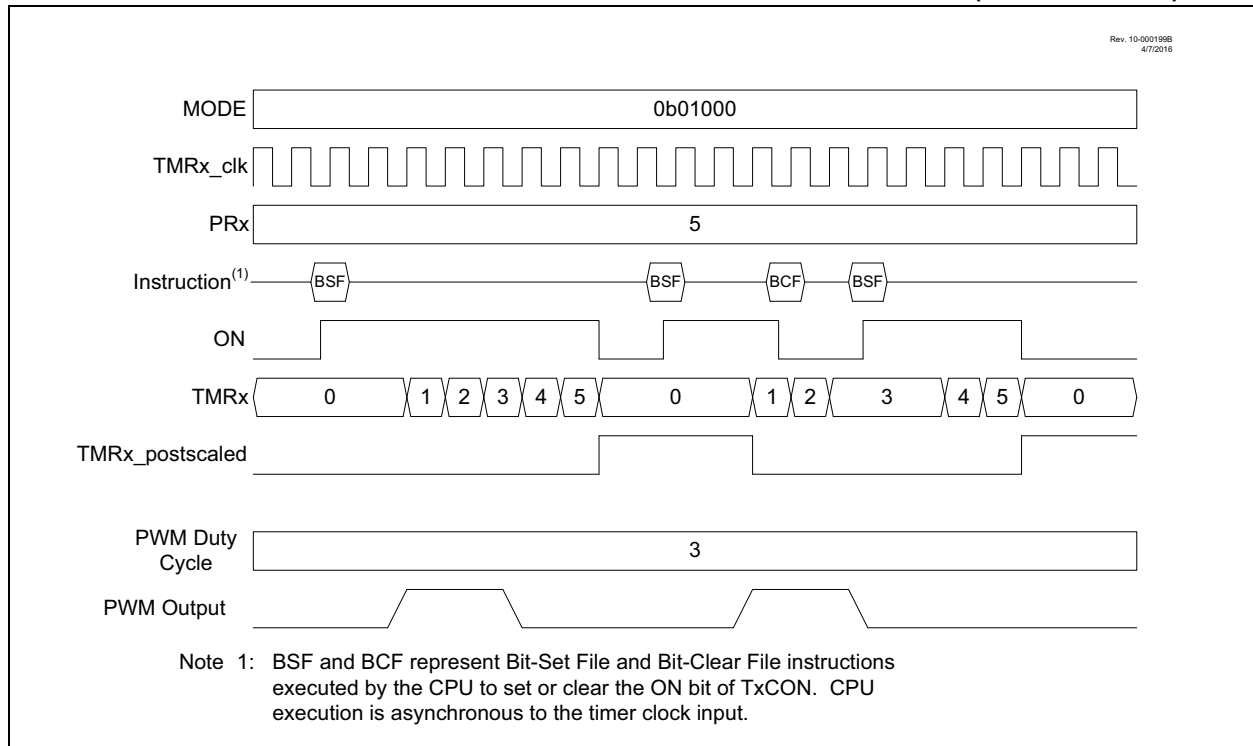 Rev. 10-000199B
4/7/2016
MODE 0b01000
TMRx_clk
PRx 5
Instruction(1) BSF BSF BCF BSF
ON
TMRx 0 1 2 3 4 5 0 1 2 3 4 5 0
TMRx_postscaled
PWM Duty
Cycle 3
PWM Output
Note 1: BSF and BCF represent Bit-Set File and Bit-Clear File instructions
executed by the CPU to set or clear the ON bit of TxCON. CPU
execution is asynchronous to the timer clock input.